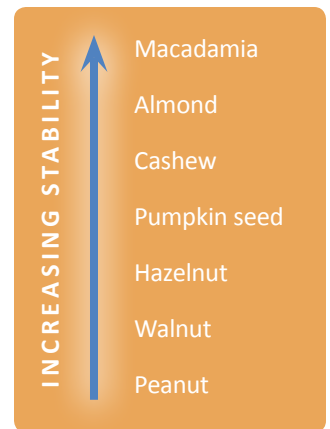 INCREASING STABILITY
Macadamia
Almond
Cashew
Pumpkin seed
Hazelnut
Walnut
Peanut